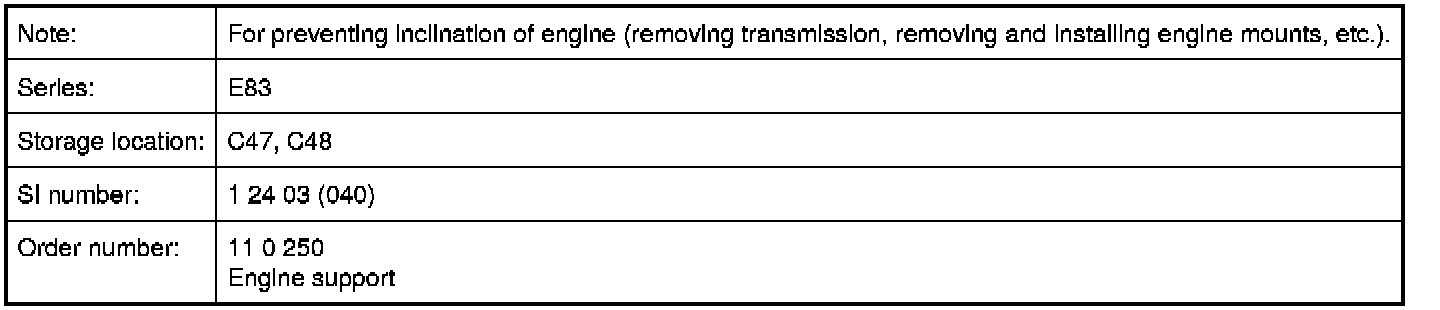 Note: For preventing inclination of engine (removing transmission, removing and installing engine mounts, etc.).
Series: E83
Storage location: C47, C48
SI number: 1 24 03 (040)
Order number: 11 0 250
Engine support